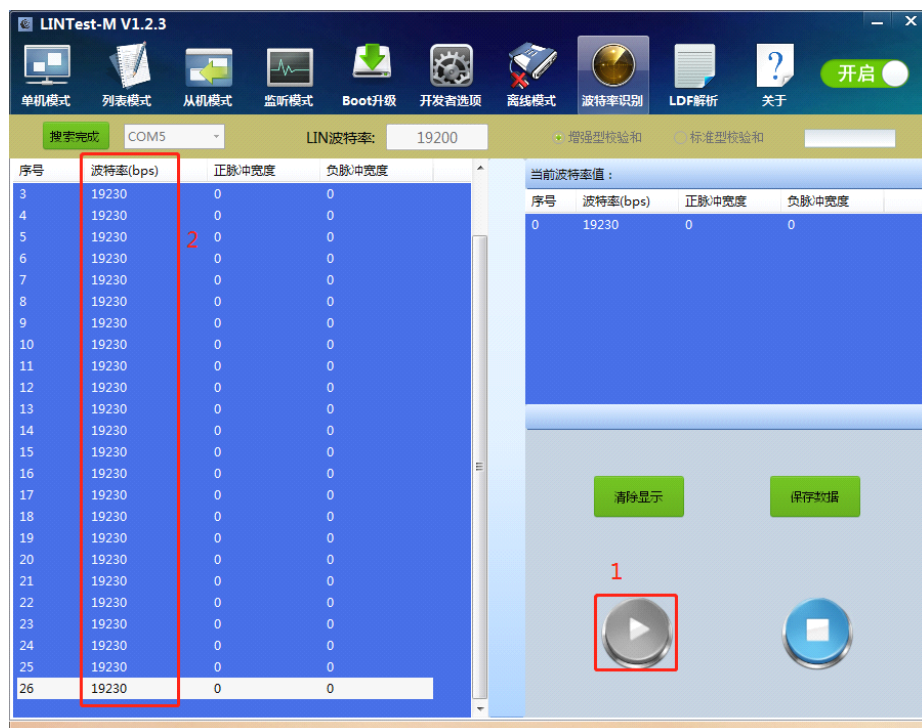 LINTest-M V1.2.3
单机模式 列表模式 从机模式 监听模式 Boot升级 开发者选项 离线模式 波特率识别 LDF解析 关于 开启
搜索完成 COM5 LIN波特率: 19200 增强型校验和 标准型校验和
序号 波特率(bps) 正脉冲宽度 负脉冲宽度
3 19230 0 0
4 19230 0 0
5 19230 0 0
6 19230 0 0
7 19230 0 0
8 19230 0 0
9 19230 0 0
10 19230 0 0
11 19230 0 0
12 19230 0 0
13 19230 0 0
14 19230 0 0
15 19230 0 0
16 19230 0 0
17 19230 0 0
18 19230 0 0
19 19230 0 0
20 19230 0 0
21 19230 0 0
22 19230 0 0
23 19230 0 0
24 19230 0 0
25 19230 0 0
26 19230 0 0
2
当前波特率值：
序号 波特率(bps) 正脉冲宽度 负脉冲宽度
0 19230 0 0
清除显示 保存数据
1